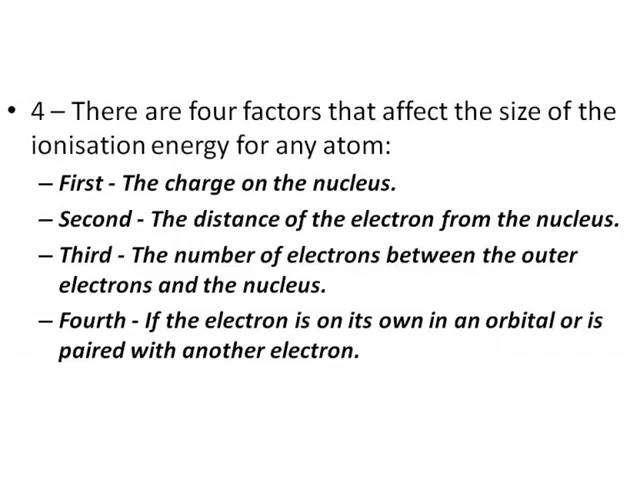 • 4 – There are four factors that affect the size of the
ionisation energy for any atom:
– First - The charge on the nucleus.
– Second - The distance of the electron from the nucleus.
– Third - The number of electrons between the outer
electrons and the nucleus.
– Fourth - If the electron is on its own in an orbital or is
paired with another electron.